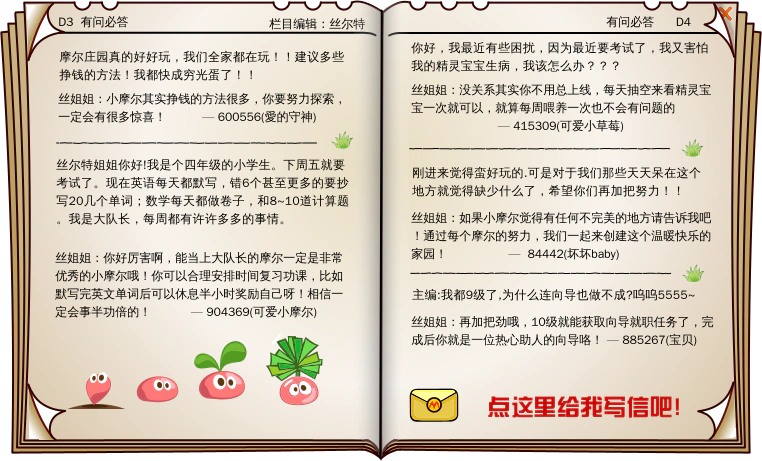 D3 有问必答
栏目编辑：丝尔特
摩尔庄园真的好好玩，我们全家都在玩！！建议多些
挣钱的方法！我都快成穷光蛋了！！
丝姐姐：小摩尔其实挣钱的方法很多，你要努力探索，
一定会有很多惊喜！ — 600556(爱的守神)
丝尔特姐姐你好!我是个四年级的小学生。下周五就要
考试了。现在英语每天都默写，错6个甚至更多的要抄
写20几个单词；数学每天都做卷子，和8~10道计算题
。我是大队长，每周都有许许多多的事情。
丝姐姐：你好厉害啊，能当上大队长的摩尔一定是非常
优秀的小摩尔哦！你可以合理安排时间复习功课，比如
默写完英文单词后可以休息半小时奖励自己呀！相信一
定会事半功倍的！ — 904369(可爱小摩尔)
有问必答 D4
你好，我最近有些困扰，因为最近要考试了，我又害怕
我的精灵宝宝生病，我该怎么办？？？
丝姐姐：没关系其实你不用总上线，每天抽空来看精灵宝
宝一次就可以，就算每周喂养一次也不会有问题的
— 415309(可爱小草莓)
刚进来觉得蛮好玩的.可是对于我们那些天天呆在这个
地方就觉得缺少什么了，希望你们再加把努力！！
丝姐姐：如果小摩尔觉得有任何不完美的地方请告诉我吧
！通过每个摩尔的努力，我们一起来创建这个温暖快乐的
家园！ — 84442(坏坏baby)
主编:我都9级了,为什么连向导也做不成?呜呜5555~
丝姐姐：再加把劲哦，10级就能获取向导就职任务了，完
成后你就是一位热心助人的向导咯！ — 885267(宝贝)
点这里给我写信吧!